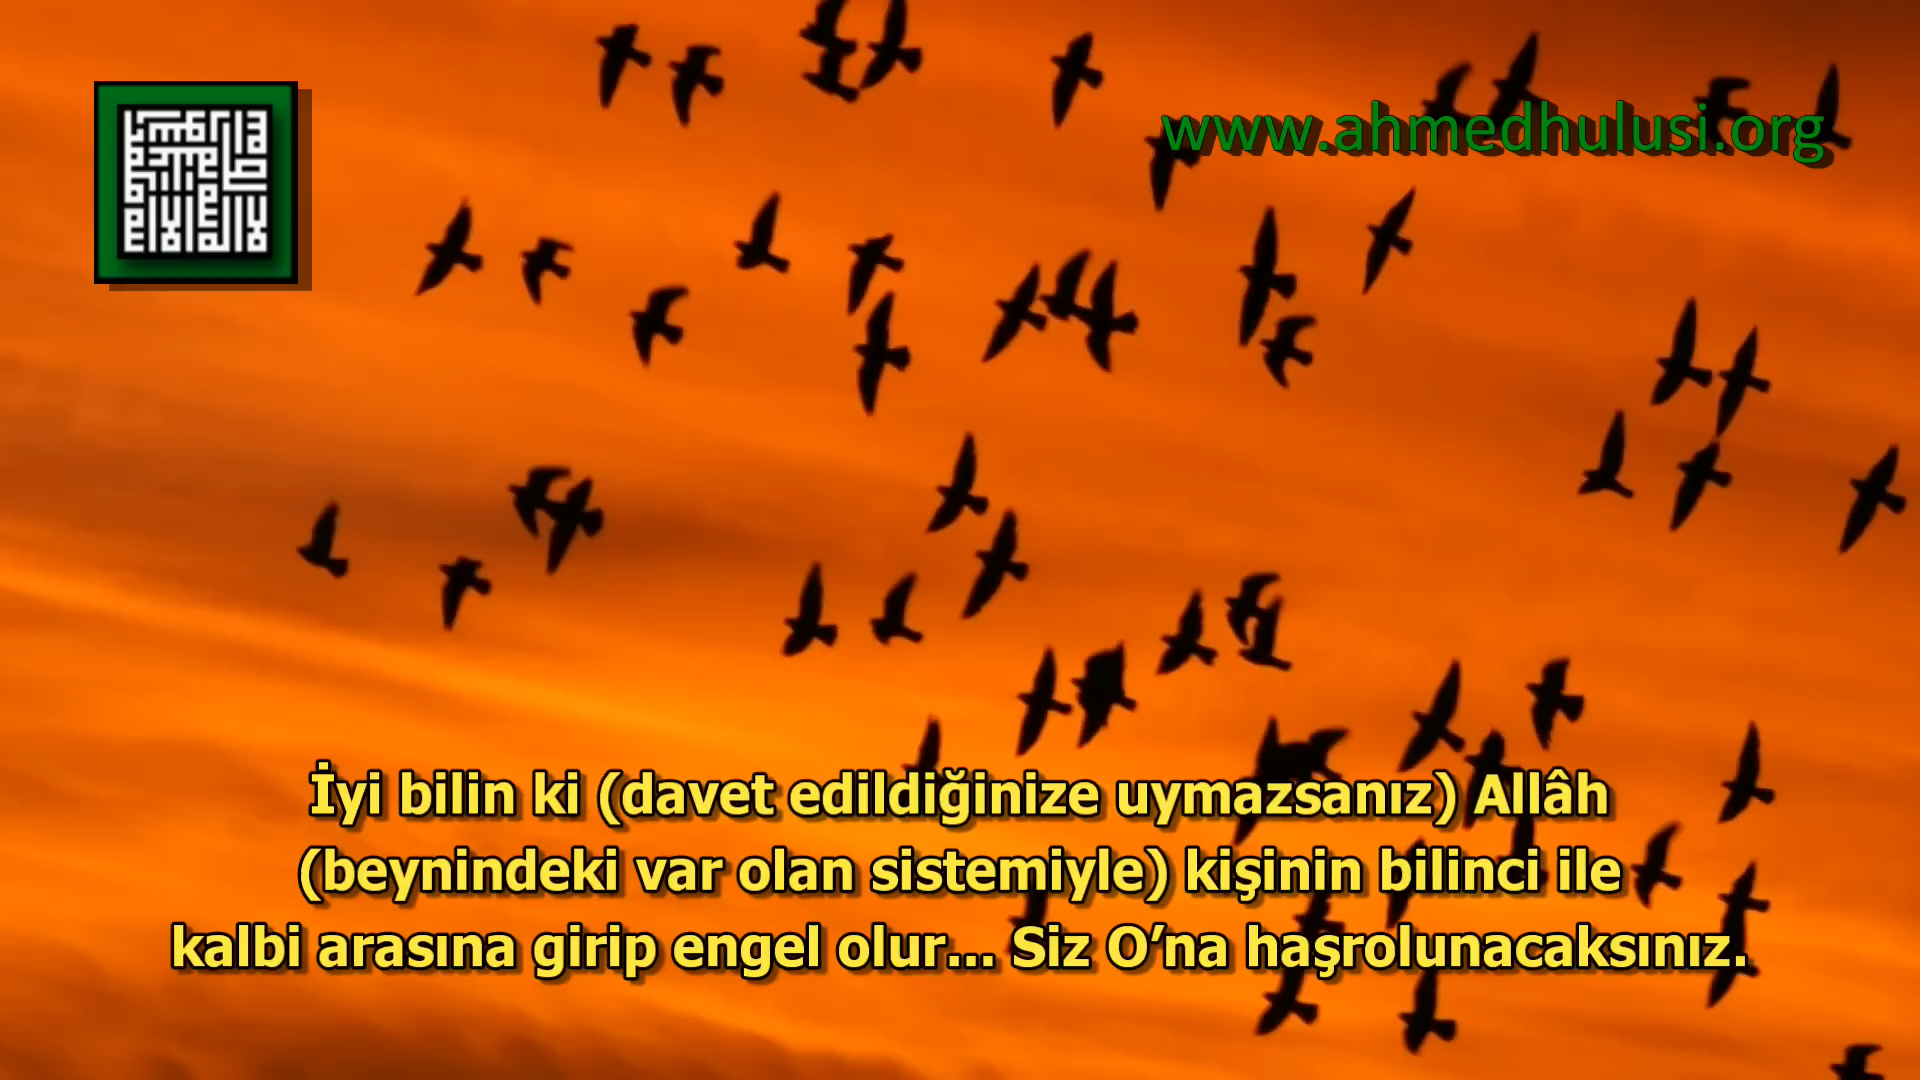 www.ahmedhulusi.org
İyi bilin ki (davet edildiğinize uymazsanız) Allâh
(beynindeki var olan sistemiyle) kişinin bilinci ile
kalbi arasına girip engel olur... Siz O’na haşrolunacaksınız.